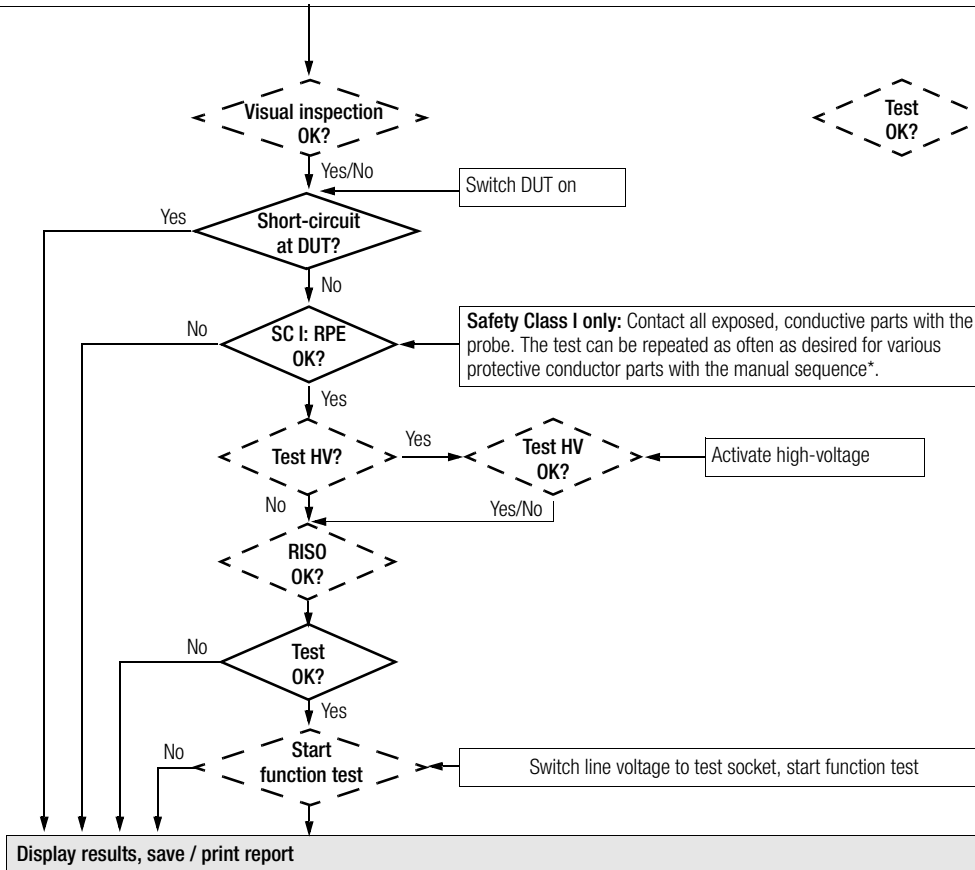 Visual inspection
OK?
Test
OK?
Yes/No
Switch DUT on
Yes
Short-circuit
at DUT?
No
No
SC I: RPE
OK?
Safety Class I only: Contact all exposed, conductive parts with the
probe. The test can be repeated as often as desired for various
protective conductor parts with the manual sequence*.
Yes
Test HV?
Yes
Test HV
OK?
Activate high-voltage
No
Yes/No
RISO
OK?
No
Test
OK?
Yes
No
Start
function test
Switch line voltage to test socket, start function test
Display results, save / print report